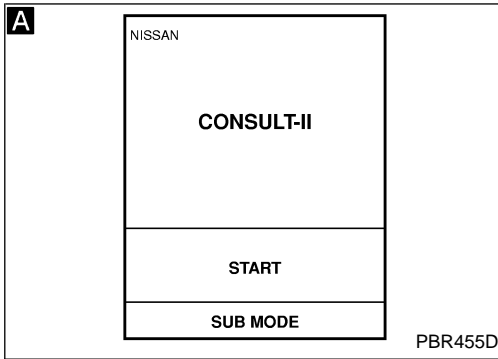 A
NISSAN
CONSULT-II
START
SUB MODE
PBR455D